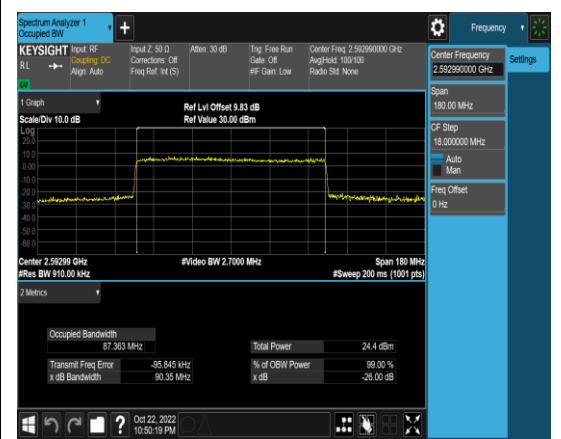 Spectrum Analyzer 1
Occupied BW
Frequency
KEYSIGHT
RL
Input: RF
Coupling: DC
Align: Auto
Input Z: 50 Ω
Corrections: Off
Freq Ref: Int (S)
Atten: 30 dB
Trig: Free Run
Gate: Off
#IF Gain: Low
Center Freq: 2.592990000 GHz
Avg|Hold: 100/100
Radio Std: None
1 Graph
Scale/Div 10.0 dB
Ref Lvl Offset 9.83 dB
Ref Value 30.00 dBm
Log
20.0
10.0
0.00
-10.0
-20.0
-30.0
-40.0
-50.0
-60.0
Center 2.59299 GHz
#Res BW 910.00 kHz
#Video BW 2.7000 MHz
Span 180 MHz
#Sweep 200 ms (1001 pts)
2 Metrics
Occupied Bandwidth
87.363 MHz
Total Power 24.4 dBm
Transmit Freq Error -95.845 kHz
% of OBW Power 99.00 %
x dB Bandwidth 90.35 MHz
x dB -26.00 dB
Oct 22, 2022
10:50:19 PM
Center Frequency
2.592990000 GHz
Settings
Span
180.00 MHz
CF Step
18.000000 MHz
Auto
Man
Freq Offset
0 Hz